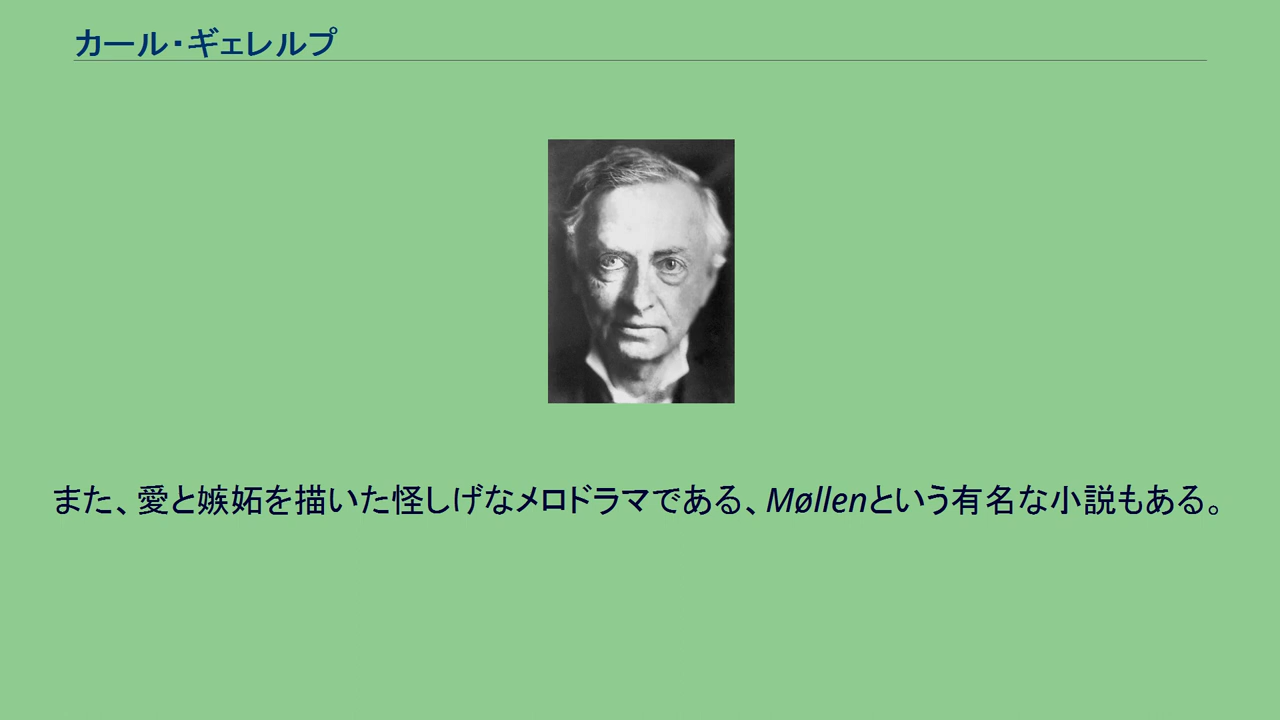 カール・ギェレルプ
また、愛と嫉妬を描いた怪しげなメロドラマである、Møllenという有名な小説もある。